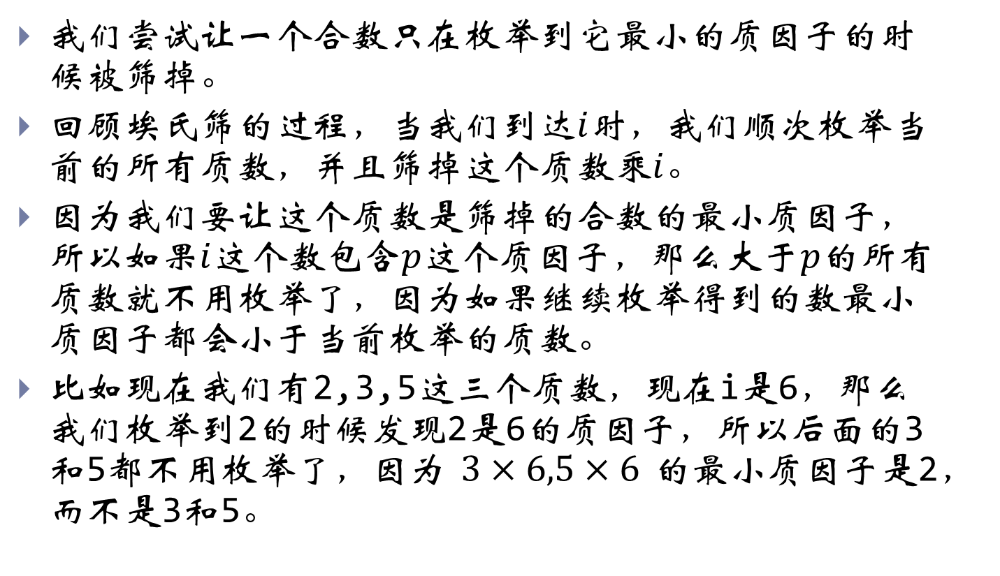 我们尝试让一个合数只在枚举到它最小的质因子的时
候被筛掉。
回顾埃氏筛的过程，当我们到达i时，我们顺次枚举当
前的所有质数，并且筛掉这个质数乘i。
因为我们要让这个质数是筛掉的合数的最小质因子，
所以如果i这个数包含p这个质因子，那么大于p的所有
质数就不用枚举了，因为如果继续枚举得到的数最小
质因子都会小于当前枚举的质数。
比如现在我们有2,3,5这三个质数，现在i是6，那么
我们枚举到2的时候发现2是6的质因子，所以后面的3
和5都不用枚举了，因为 3 × 6,5 × 6 的最小质因子是2，
而不是3和5。